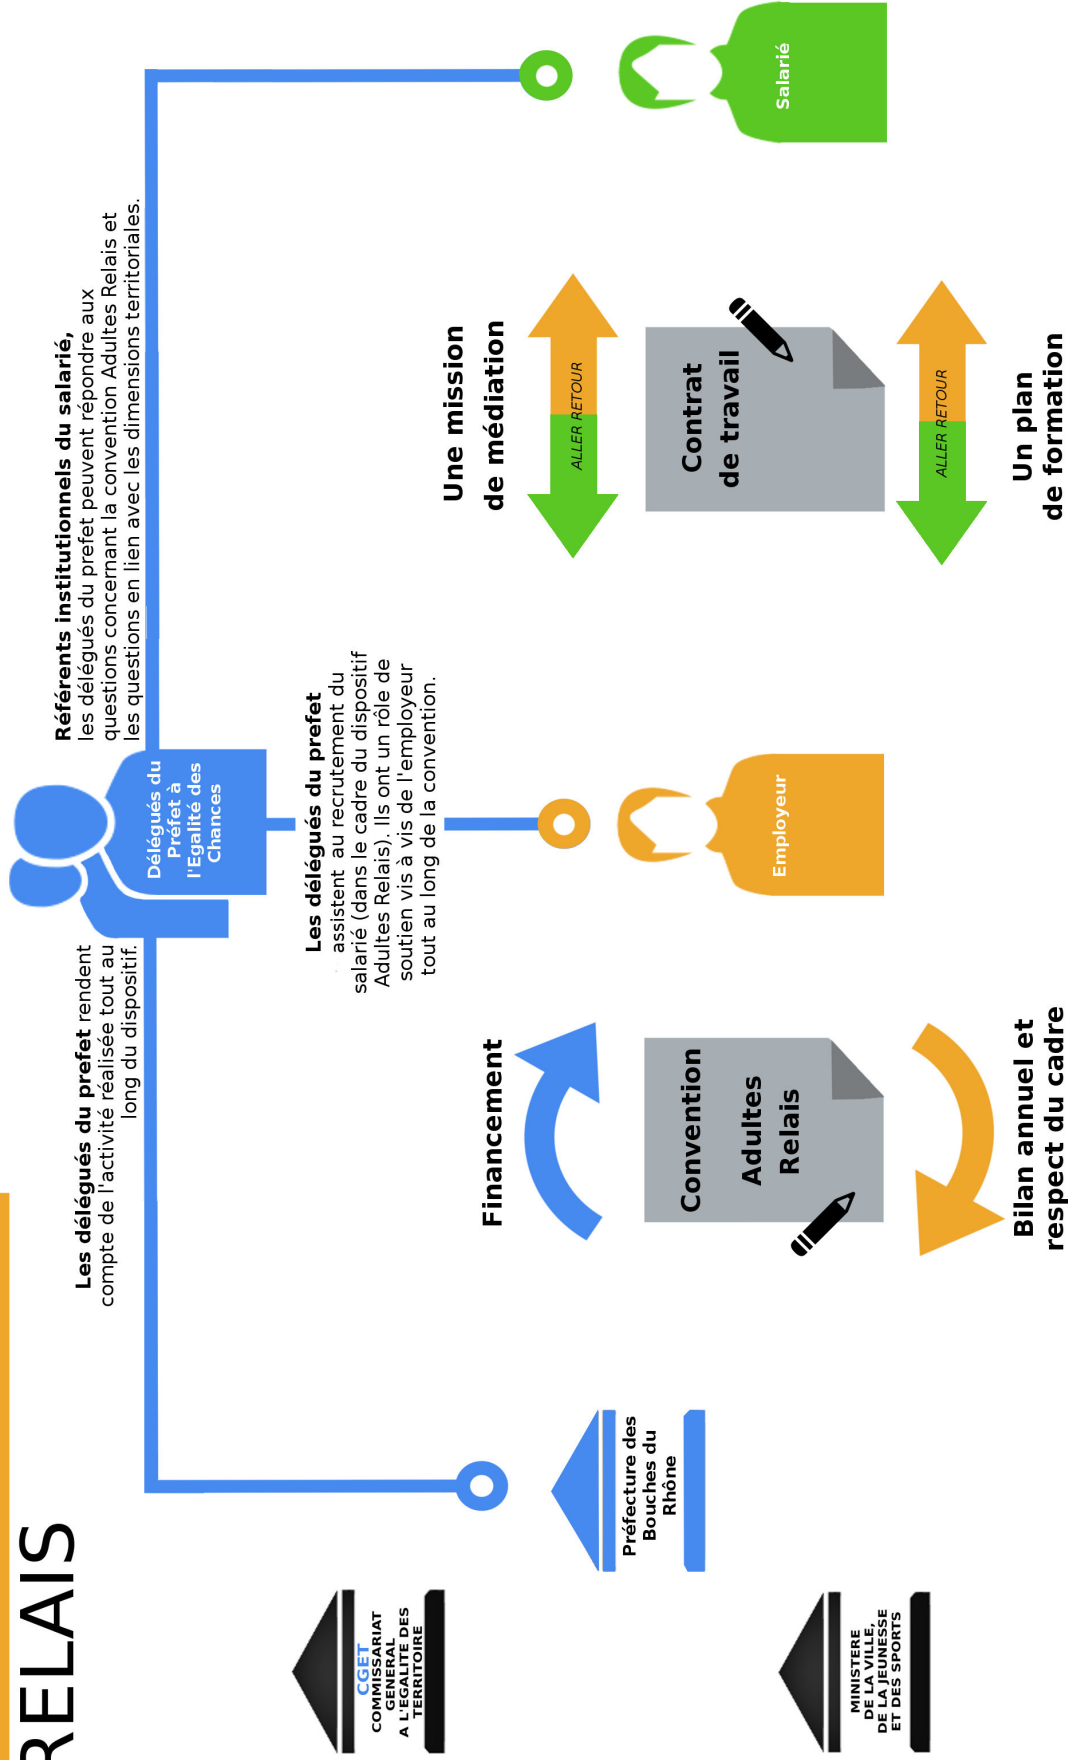 RELAIS
Les délégués du prefet rendent
compte de l'activité réalisée tout au
long du dispositif.
Délégués du
Préfet à
l'Egalité des
Chances
Référents institutionnels du salarié,
les délégués du prefet peuvent répondre aux
questions concernant la convention Adultes Relais et
les questions en lien avec les dimensions territoriales.
Les délégués du prefet
assistent au recrutement du
salarié (dans le cadre du dispositif
Adultes Relais). Ils ont un rôle de
soutien vis à vis de l'employeur
tout au long de la convention.
CGET
COMMISSARIAT
GENERAL
A L'EGALITE DES
TERRITOIRE
Préfecture des
Bouches du
Rhône
MINISTERE
DE LA VILLE,
DE LA JEUNESSE
ET DES SPORTS
Financement
Convention
Adultes
Relais
Bilan annuel et
respect du cadre
Employeur
Une mission
de médiation
ALLER RETOUR
Contrat
de travail
ALLER RETOUR
Un plan
de formation
Salarié